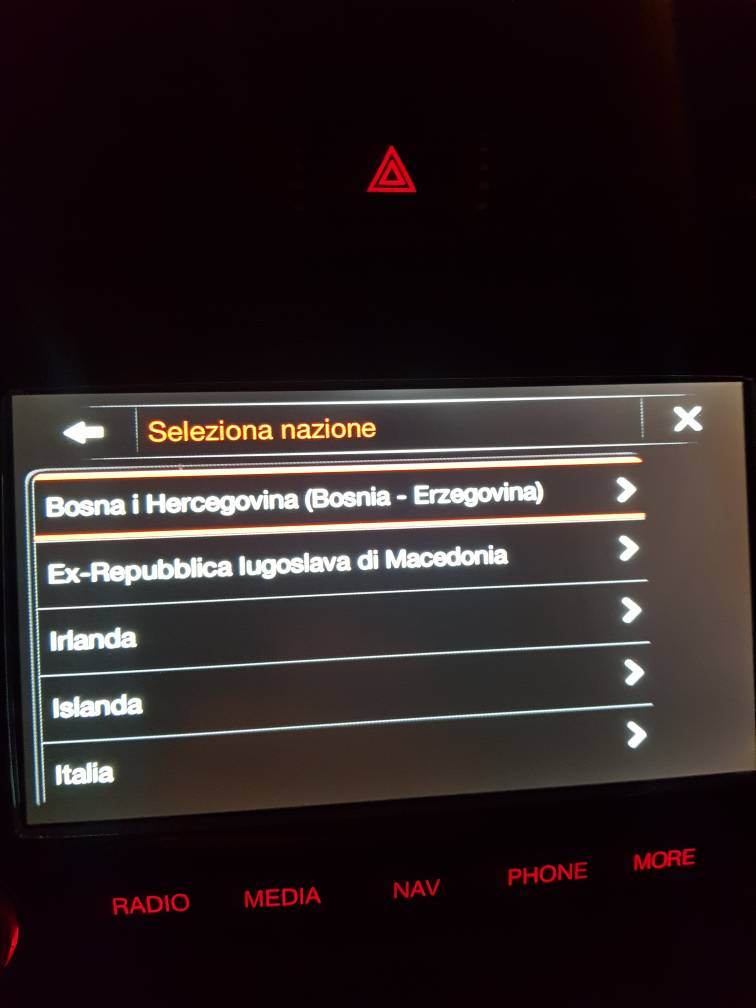 Seleziona nazione
Bosna i Hercegovina (Bosnia - Erzegovina)
Ex-Repubblica Iugoslava di Macedonia
Irlanda
Islanda
Italia
RADIO MEDIA NAV PHONE MORE